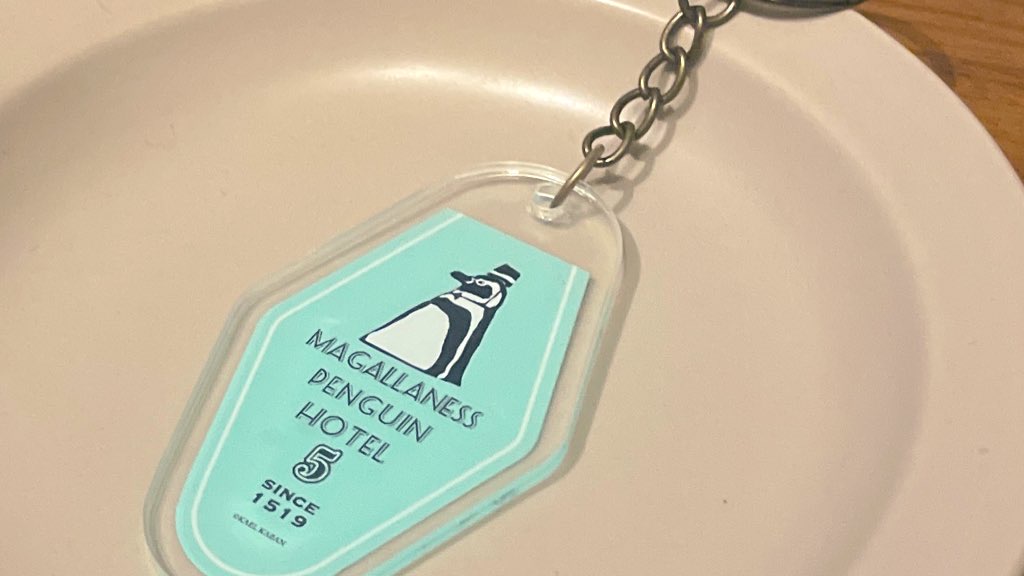 MAGALLANESS
PENGUIN
HOTEL
5
SINCE
1519